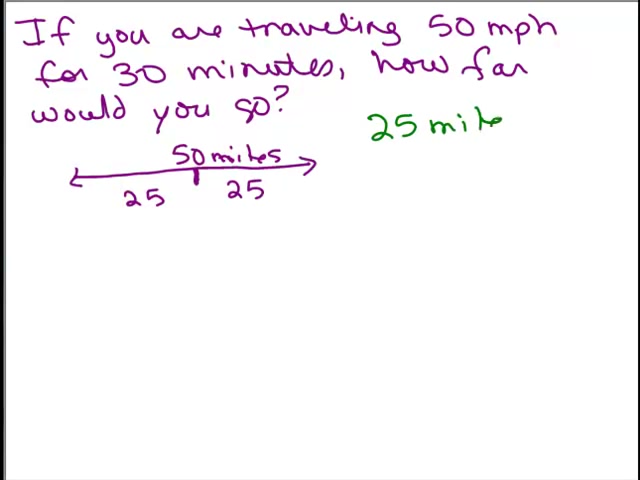 If you are traveling 50 mph
for 30 minutes, how far
would you go?
25 mile
50 miles
25 25